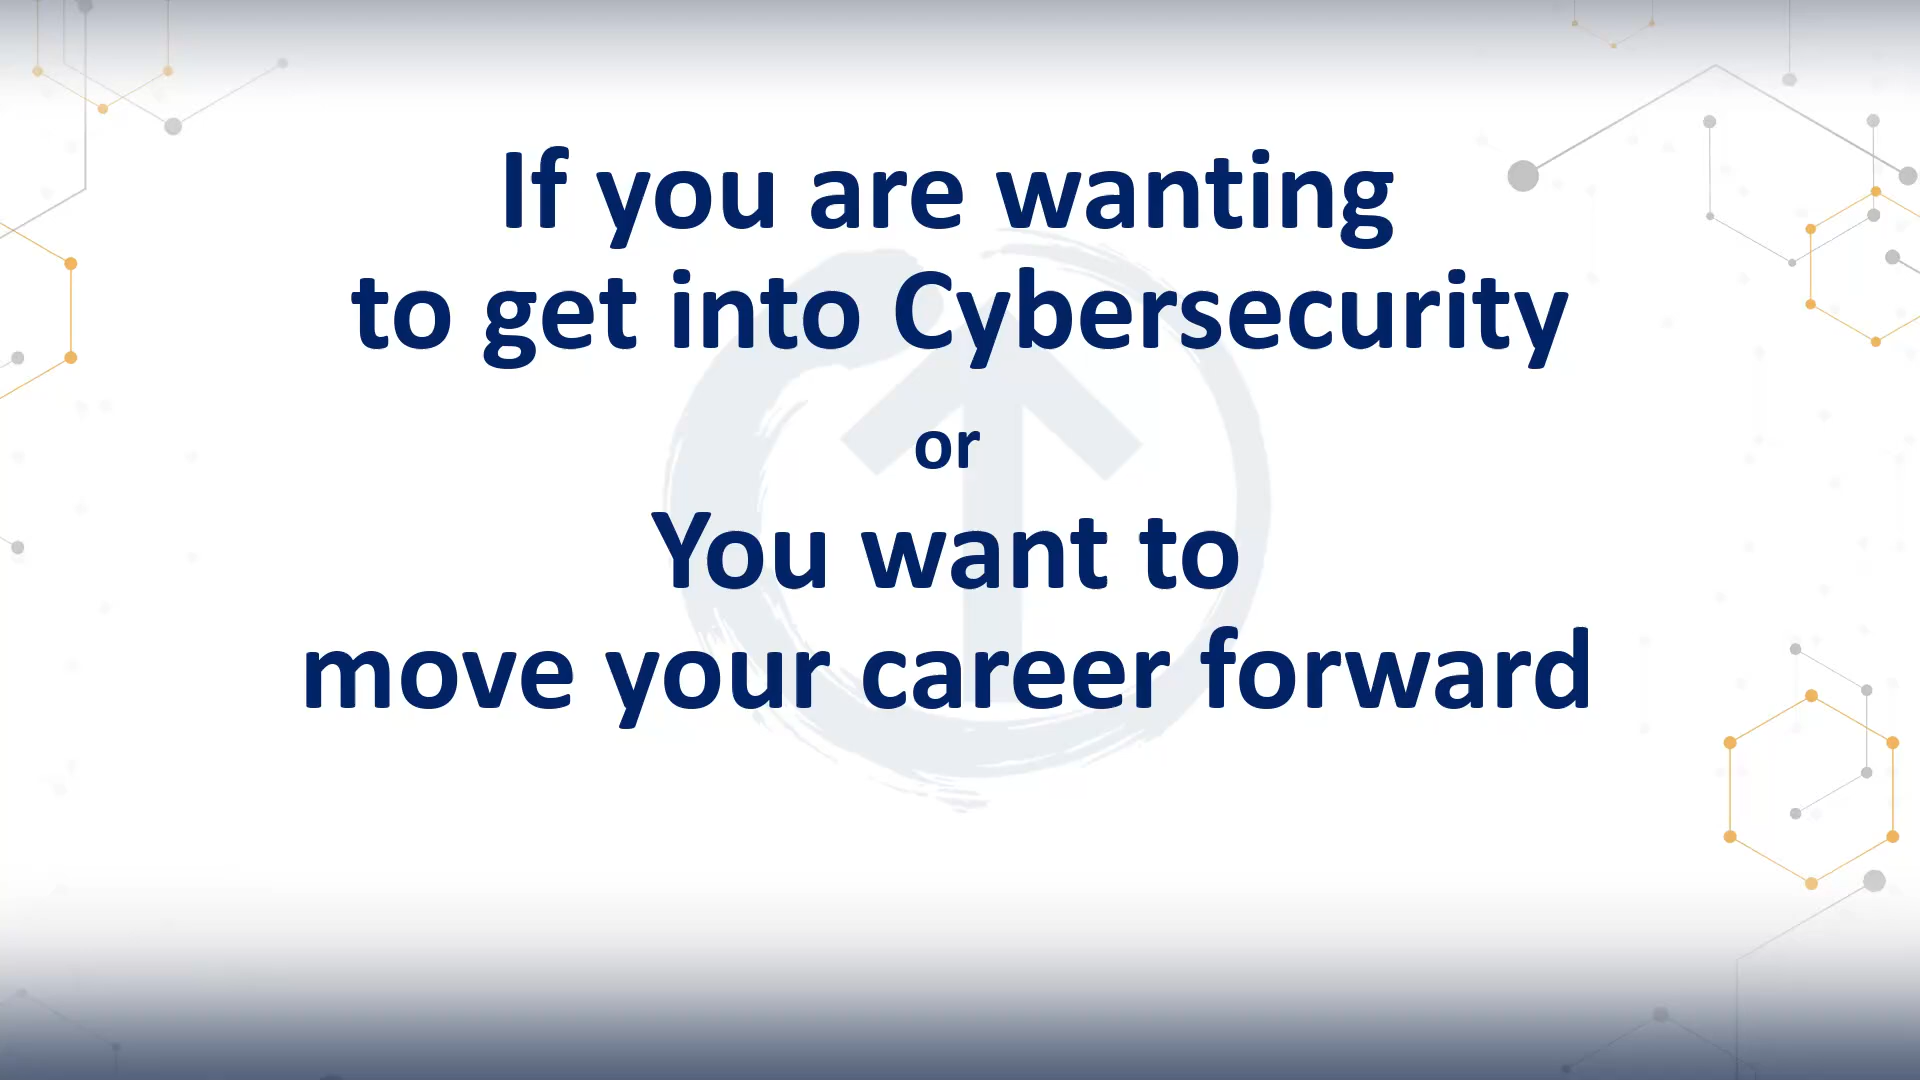 If you are wanting
to get into Cybersecurity
or
You want to
move your career forward